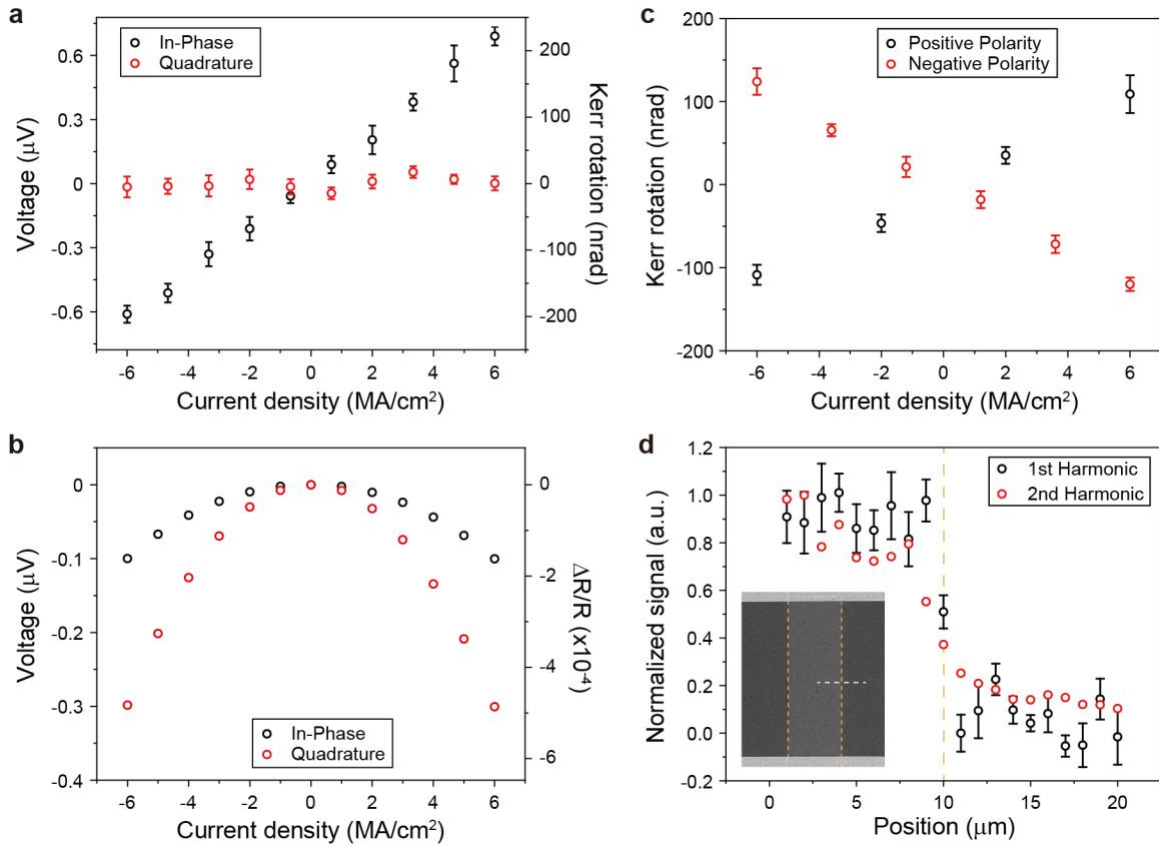 a
In-Phase
Quadrature
0.6
0.3
0
-0.3
-0.6
Voltage (μV)
200
100
0
-100
-200
Kerr rotation (nrad)
-6 -4 -2 0 2 4 6
Current density (MA/cm²)
c
Positive Polarity
Negative Polarity
200
100
0
-100
-200
Kerr rotation (nrad)
-6 -4 -2 0 2 4 6
Current density (MA/cm²)
b
0
-0.1
-0.2
-0.3
-0.4
Voltage (μV)
0
-2
-4
-6
ΔR/R (x10⁻⁴)
In-Phase
Quadrature
-6 -4 -2 0 2 4 6
Current density (MA/cm²)
d
1st Harmonic
2nd Harmonic
1.2
1.0
0.8
0.6
0.4
0.2
0.0
-0.2
Normalized signal (a.u.)
0 5 10 15 20
Position (μm)